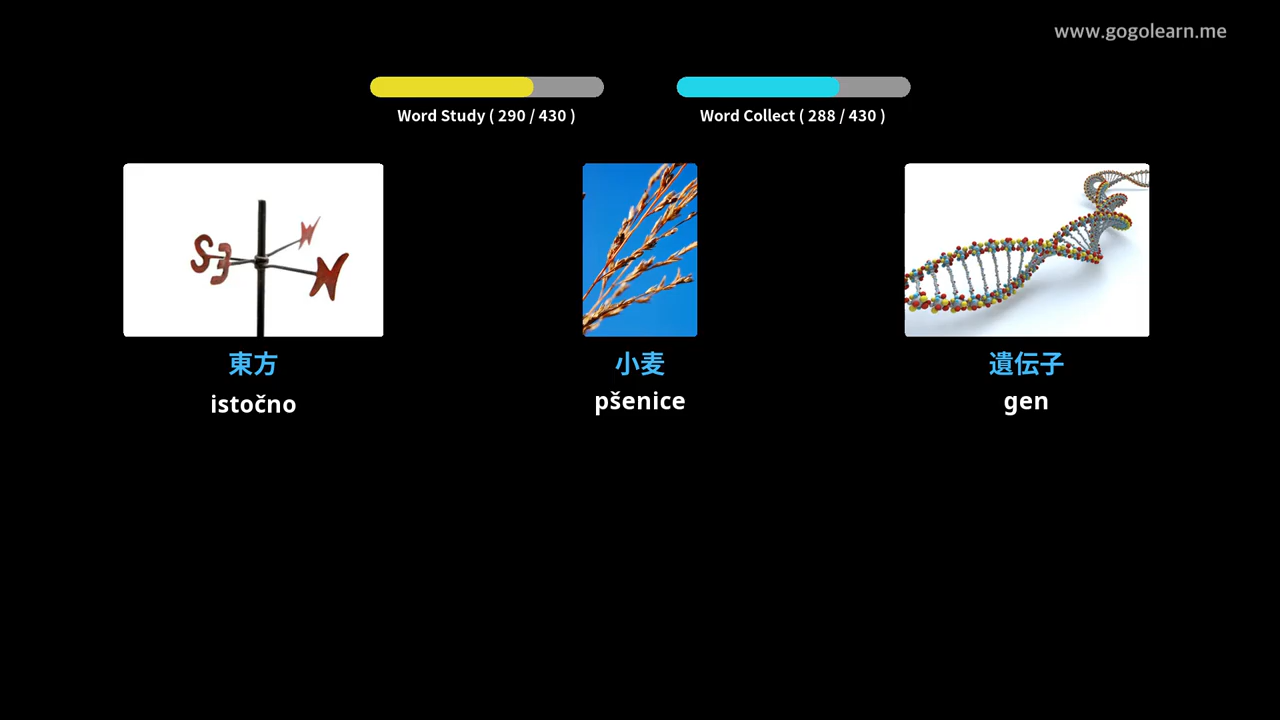 www.gogolearn.me
Word Study ( 290 / 430 )
Word Collect ( 288 / 430 )
東方
小麦
遺伝子
istočno
pšenice
gen